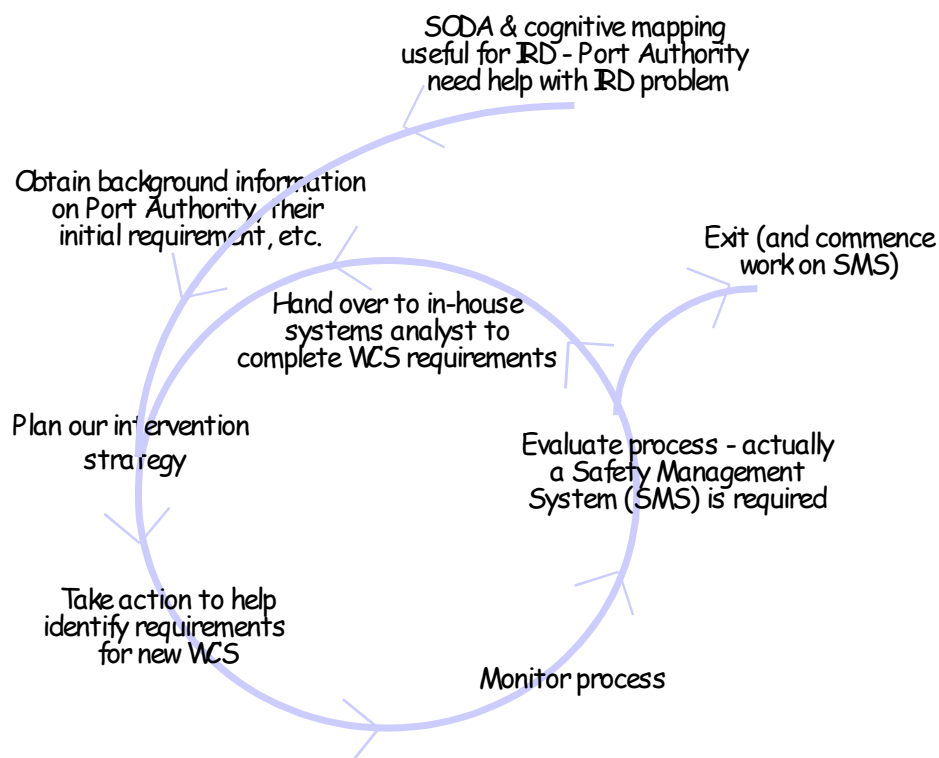 SODA & cognitive mapping
useful for IRD - Port Authority
need help with IRD problem
Obtain background information
on Port Authority, their
initial requirement, etc.
Exit (and commence
work on SMS)
Hand over to in-house
systems analyst to
complete WCS requirements
Plan our intervention
strategy
Evaluate process - actually
a Safety Management
System (SMS) is required
Take action to help
identify requirements
for new WCS
Monitor process